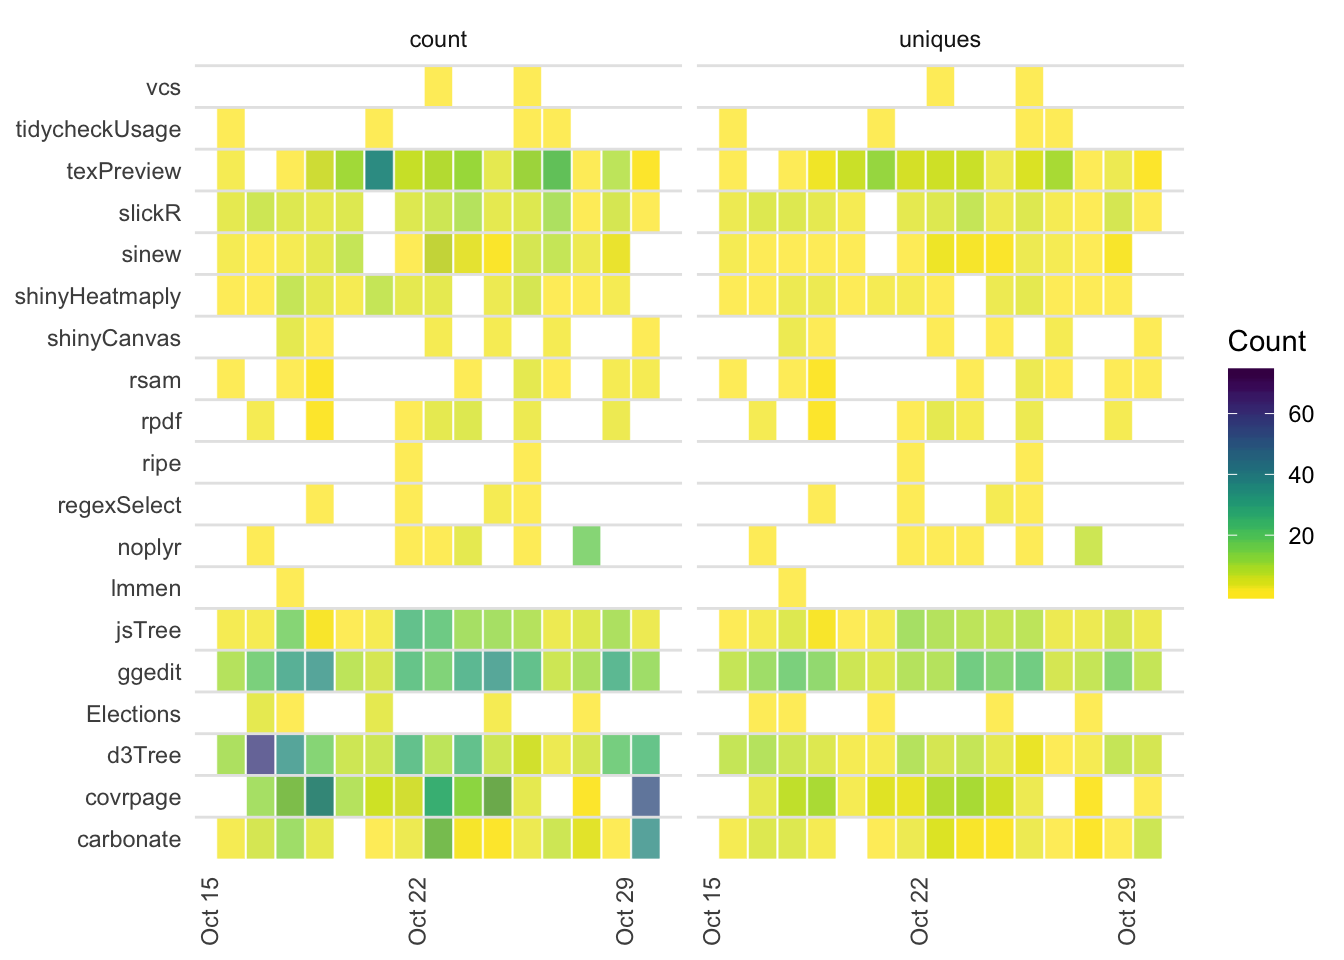 count
uniques
vcs
tidycheckUsage
texPreview
slickR
sinew
shinyHeatmaply
shinyCanvas
rsam
rpdf
ripe
regexSelect
noplyr
lmmen
jsTree
ggedit
Elections
d3Tree
covrpage
carbonate
Oct 15
Oct 22
Oct 29
Oct 15
Oct 22
Oct 29
Count
60
40
20